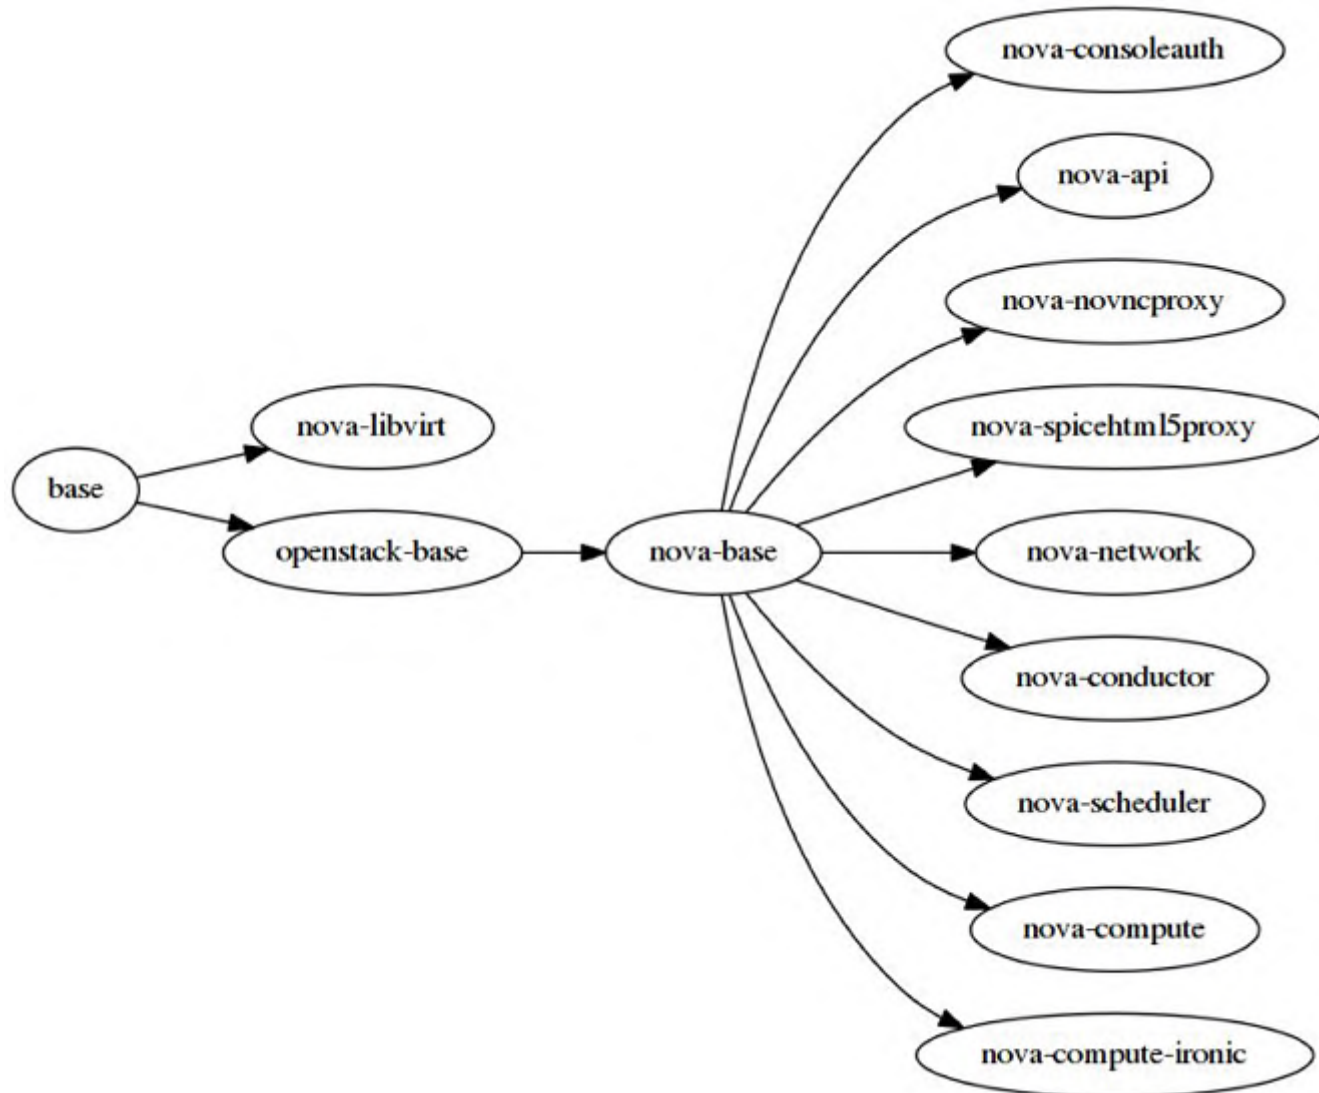 nova-consoleauth
nova-api
nova-novncproxy
nova-libvirt
nova-spicehtml5proxy
base
openstack-base
nova-base
nova-network
nova-conductor
nova-scheduler
nova-compute
nova-compute-ironic